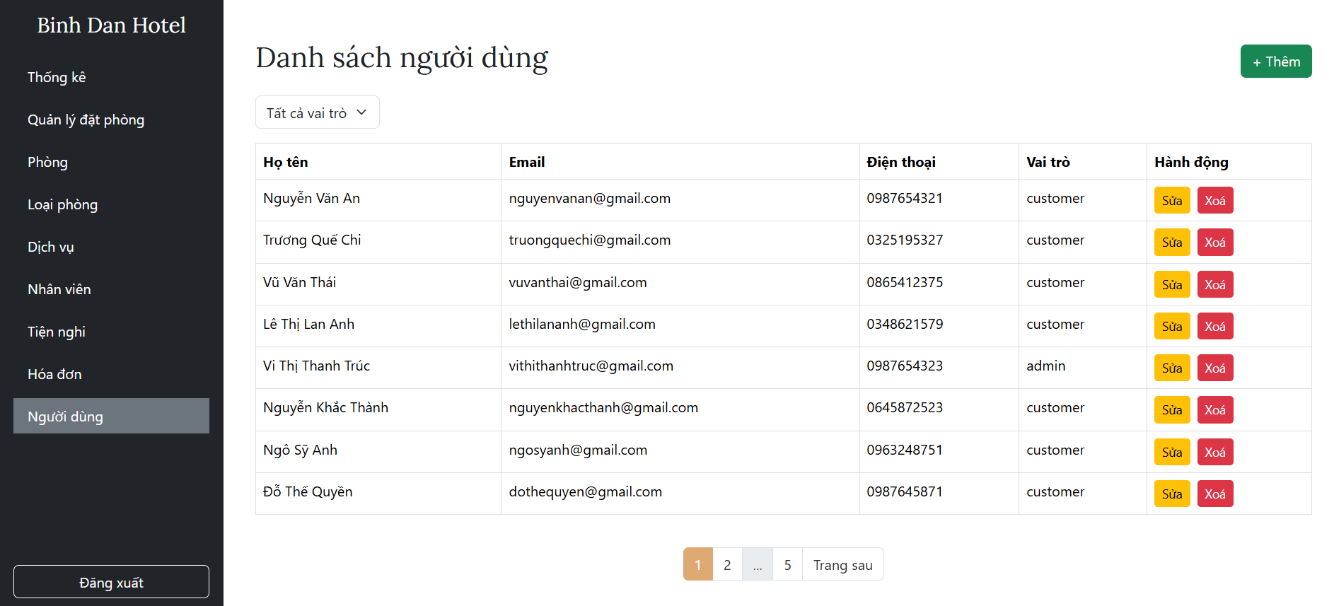 Binh Dan Hotel
Thống kê
Quản lý đặt phòng
Phòng
Loại phòng
Dịch vụ
Nhân viên
Tiện nghi
Hóa đơn
Người dùng
Đăng xuất
Danh sách người dùng
+ Thêm
Tất cả vai trò
Họ tên Email Điện thoại Vai trò Hành động
Nguyễn Văn An nguyenvanan@gmail.com 0987654321 customer Sửa Xoá
Trương Quế Chi truongquechi@gmail.com 0325195327 customer Sửa Xoá
Vũ Văn Thái vuvanthai@gmail.com 0865412375 customer Sửa Xoá
Lê Thị Lan Anh lethilananh@gmail.com 0348621579 customer Sửa Xoá
Vi Thị Thanh Trúc vithithanhtruc@gmail.com 0987654323 admin Sửa Xoá
Nguyễn Khắc Thành nguyenkhacthanh@gmail.com 0645872523 customer Sửa Xoá
Ngô Sỹ Anh ngosyanh@gmail.com 0963248751 customer Sửa Xoá
Đỗ Thế Quyền dothequyen@gmail.com 0987645871 customer Sửa Xoá
1 2 ... 5 Trang sau